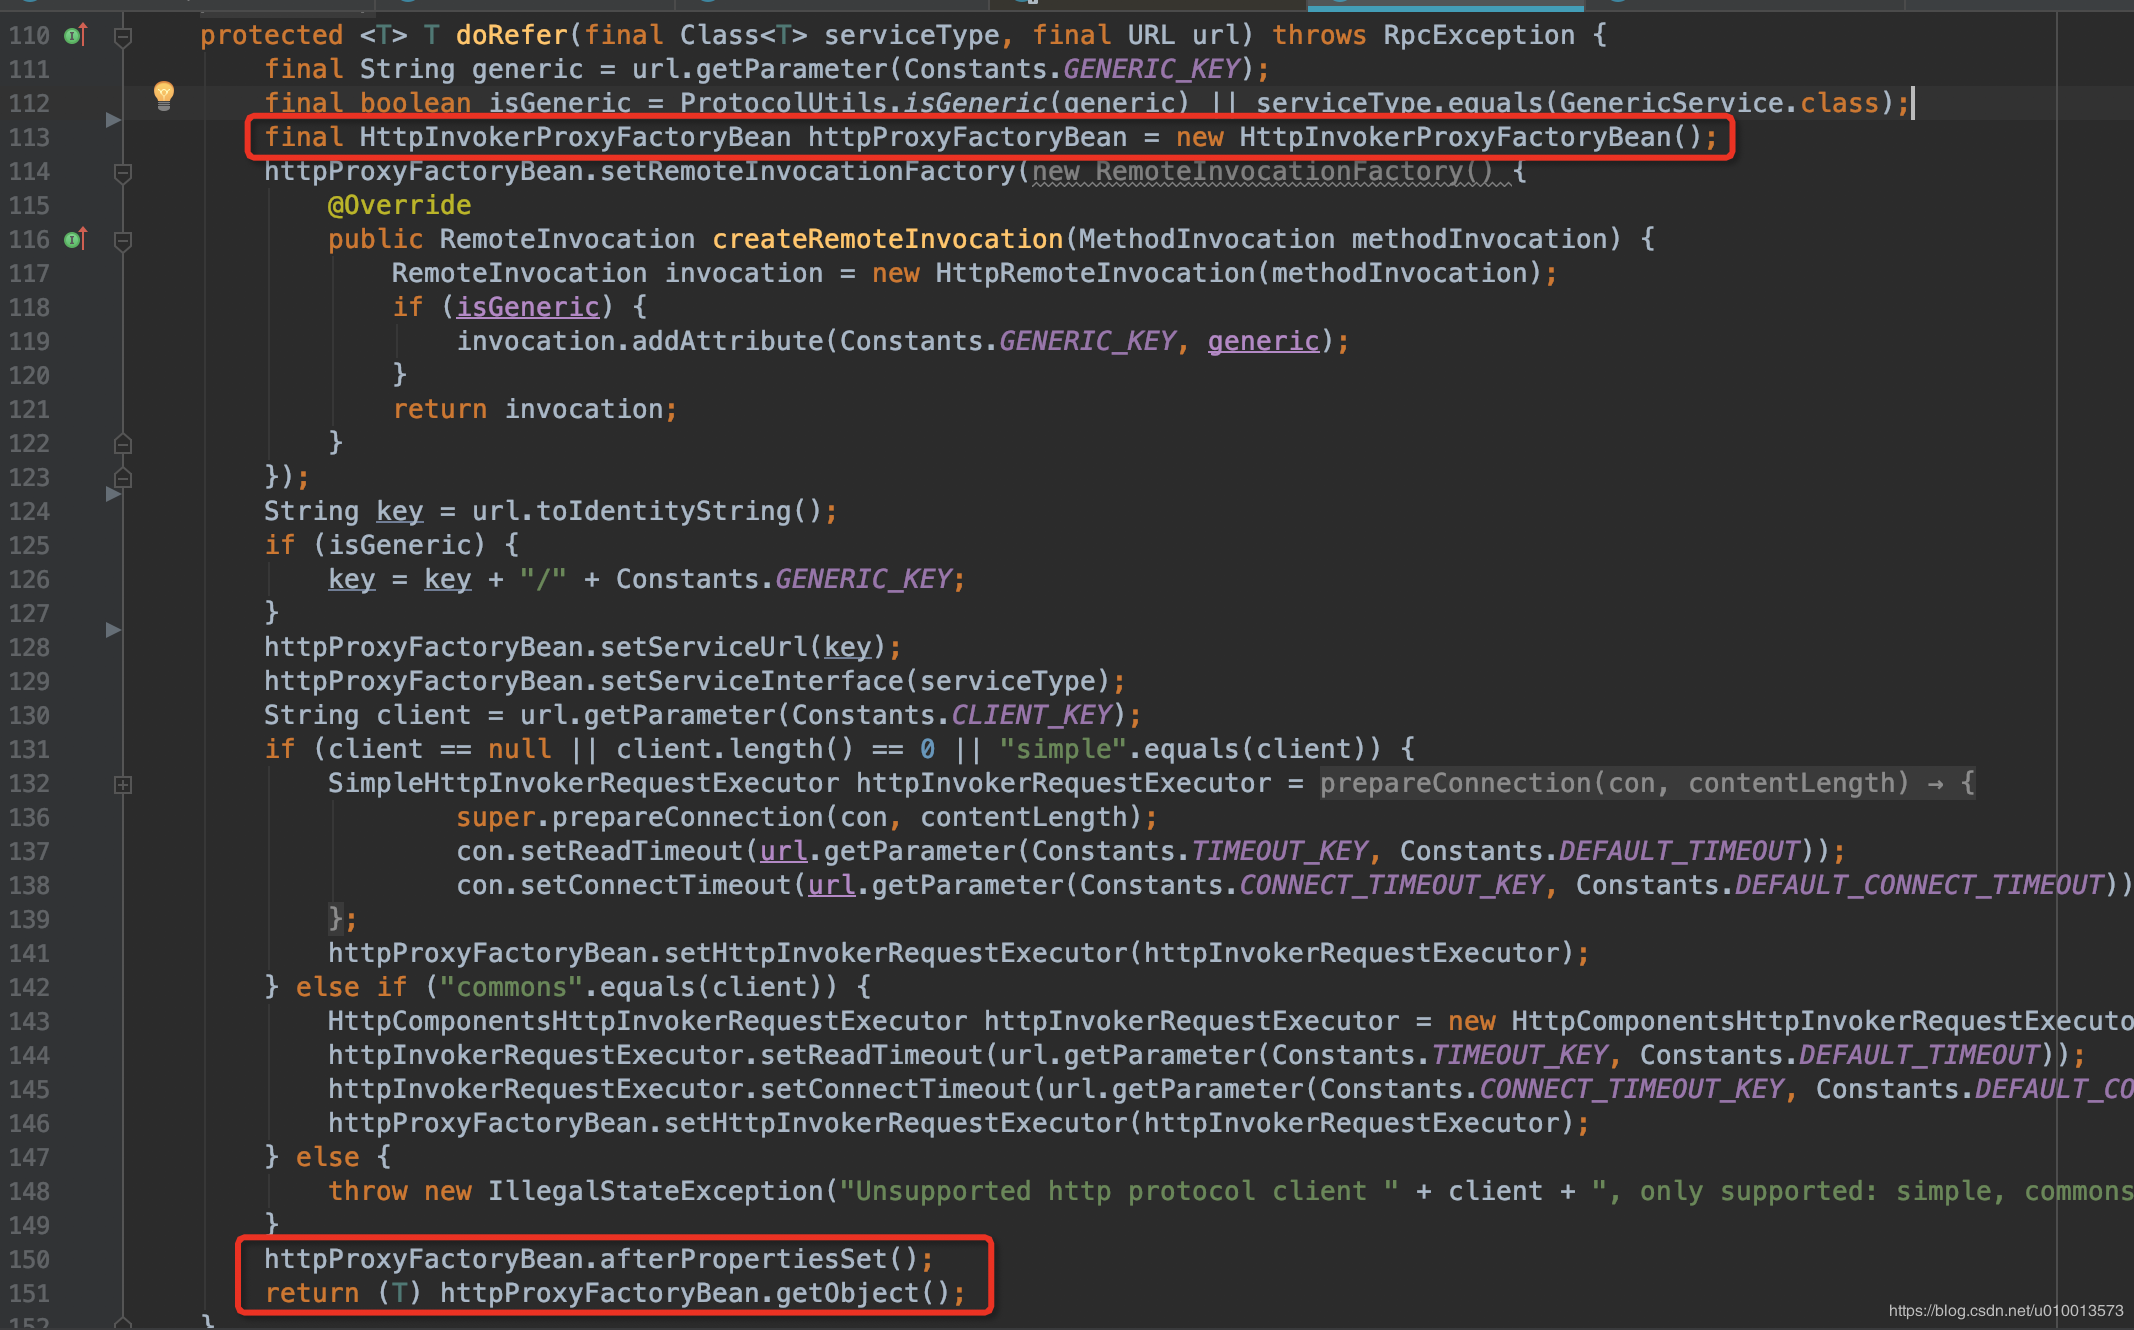 110 protected <T> T doRefer(final Class<T> serviceType, final URL url) throws RpcException {
111 final String generic = url.getParameter(Constants.GENERIC_KEY);
112 final boolean isGeneric = ProtocolUtils.isGeneric(generic) || serviceType.equals(GenericService.class);
113 final HttpInvokerProxyFactoryBean httpProxyFactoryBean = new HttpInvokerProxyFactoryBean();
114 httpProxyFactoryBean.setRemoteInvocationFactory(new RemoteInvocationFactory() {
115 @Override
116 public RemoteInvocation createRemoteInvocation(MethodInvocation methodInvocation) {
117 RemoteInvocation invocation = new HttpRemoteInvocation(methodInvocation);
118 if (isGeneric) {
119 invocation.addAttribute(Constants.GENERIC_KEY, generic);
120 }
121 return invocation;
122 }
123 });
124 String key = url.toIdentityString();
125 if (isGeneric) {
126 key = key + "/" + Constants.GENERIC_KEY;
127 }
128 httpProxyFactoryBean.setServiceUrl(key);
129 httpProxyFactoryBean.setServiceInterface(serviceType);
130 String client = url.getParameter(Constants.CLIENT_KEY);
131 if (client == null || client.length() == 0 || "simple".equals(client)) {
132 SimpleHttpInvokerRequestExecutor httpInvokerRequestExecutor = prepareConnection(con, contentLength) → {
136 super.prepareConnection(con, contentLength);
137 con.setReadTimeout(url.getParameter(Constants.TIMEOUT_KEY, Constants.DEFAULT_TIMEOUT));
138 con.setConnectTimeout(url.getParameter(Constants.CONNECT_TIMEOUT_KEY, Constants.DEFAULT_CONNECT_TIMEOUT))
139 };
141 httpProxyFactoryBean.setHttpInvokerRequestExecutor(httpInvokerRequestExecutor);
142 } else if ("commons".equals(client)) {
143 HttpComponentsHttpInvokerRequestExecutor httpInvokerRequestExecutor = new HttpComponentsHttpInvokerRequestExecuto
144 httpInvokerRequestExecutor.setReadTimeout(url.getParameter(Constants.TIMEOUT_KEY, Constants.DEFAULT_TIMEOUT));
145 httpInvokerRequestExecutor.setConnectTimeout(url.getParameter(Constants.CONNECT_TIMEOUT_KEY, Constants.DEFAULT_CO
146 httpProxyFactoryBean.setHttpInvokerRequestExecutor(httpInvokerRequestExecutor);
147 } else {
148 throw new IllegalStateException("Unsupported http protocol client " + client + ", only supported: simple, commons
149 }
150 httpProxyFactoryBean.afterPropertiesSet();
151 return (T) httpProxyFactoryBean.getObject();
152 }
https://blog.csdn.net/u010013573